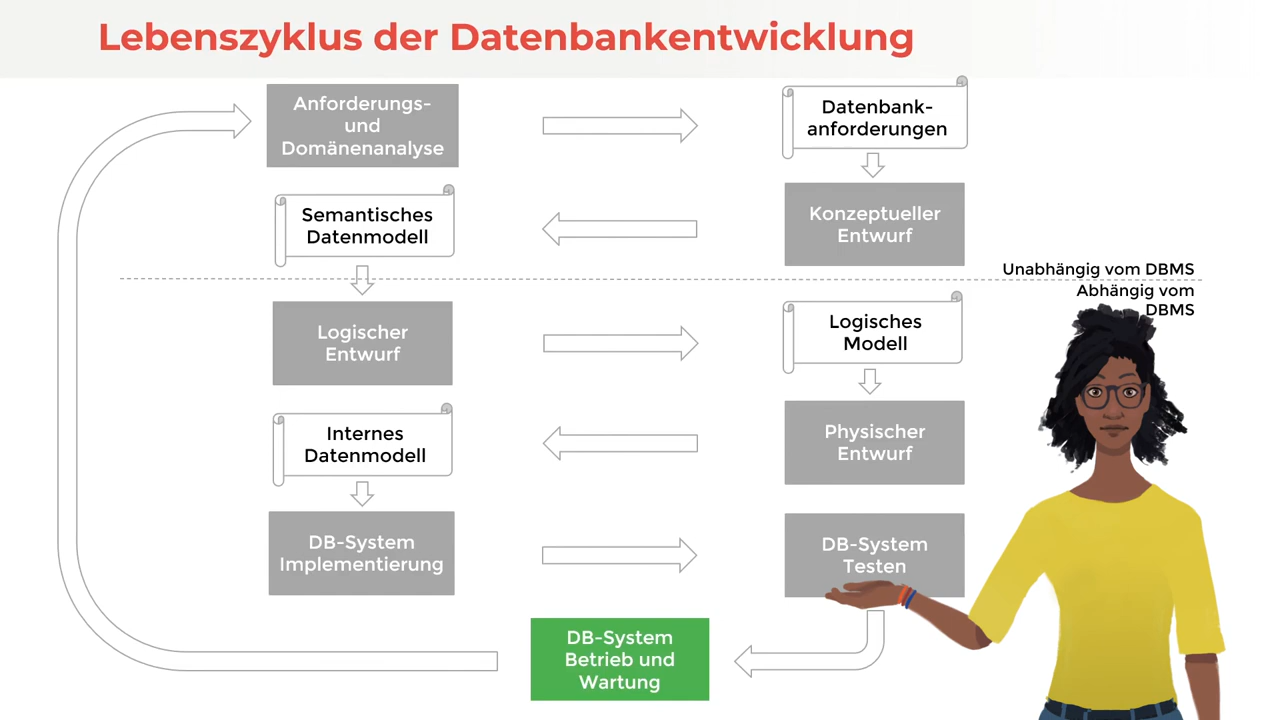 Lebenszyklus der Datenbankentwicklung
Anforderungs-
und
Domänenanalyse
Datenbank-
anforderungen
Semantisches
Datenmodell
Konzeptueller
Entwurf
Unabhängig vom DBMS
Abhängig vom
DBMS
Logischer
Entwurf
Logisches
Modell
Internes
Datenmodell
Physischer
Entwurf
DB-System
Implementierung
DB-System
Testen
DB-System
Betrieb und
Wartung